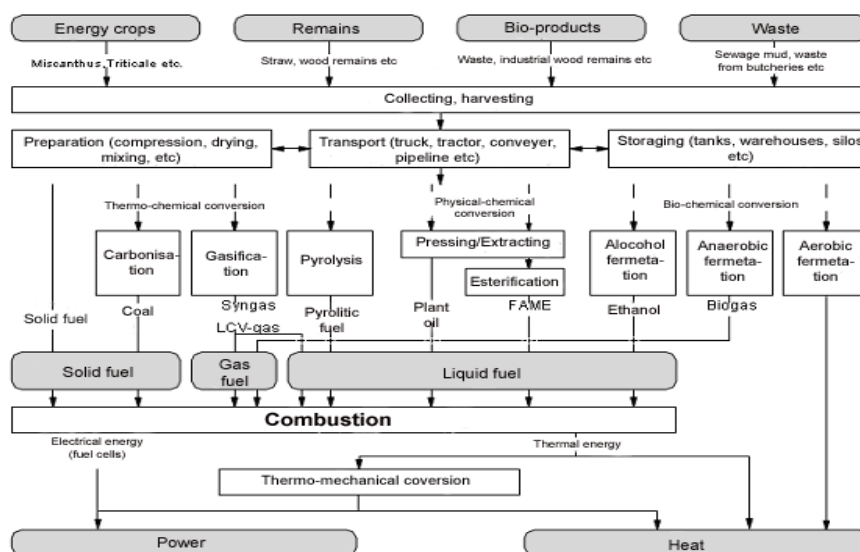 Energy crops
Remains
Bio-products
Waste
Miscanthus,Triticale etc.
Straw, wood remains etc
Waste, industrial wood remains etc
Sewage mud, waste
from butcheries etc
Collecting, harvesting
Preparation (compression, drying,
mixing, etc)
Transport (truck, tractor, conveyer,
pipeline etc)
Storaging (tanks, warehouses, silos
etc)
Thermo-chemical conversion
Physical-chemical
conversion
Bio-chemical conversion
Carbonisa-
tion
Gasifica-
tion
Pyrolysis
Pressing/Extracting
Esterification
Alocohol
fermeta-
tion
Anaerobic
fermeta-
tion
Aerobic
fermeta-
tion
Solid fuel
Coal
Syngas
LCV-gas
Pyrolitic
fuel
Plant
oil
FAME
Ethanol
Biogas
Solid fuel
Gas
fuel
Liquid fuel
Combustion
Electrical energy
(fuel cells)
Thermal energy
Thermo-mechanical coversion
Power
Heat